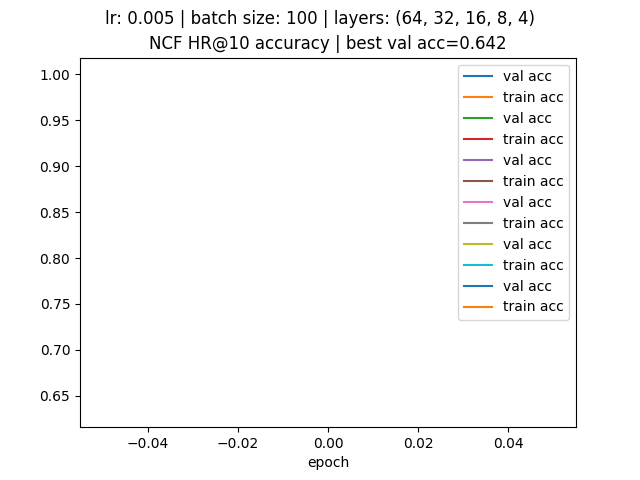 lr: 0.005 | batch size: 100 | layers: (64, 32, 16, 8, 4)
NCF HR@10 accuracy | best val acc=0.642
1.00
0.95
0.90
0.85
0.80
0.75
0.70
0.65
val acc
train acc
val acc
train acc
val acc
train acc
val acc
train acc
val acc
train acc
val acc
train acc
−0.04
−0.02
0.00
0.02
0.04
epoch